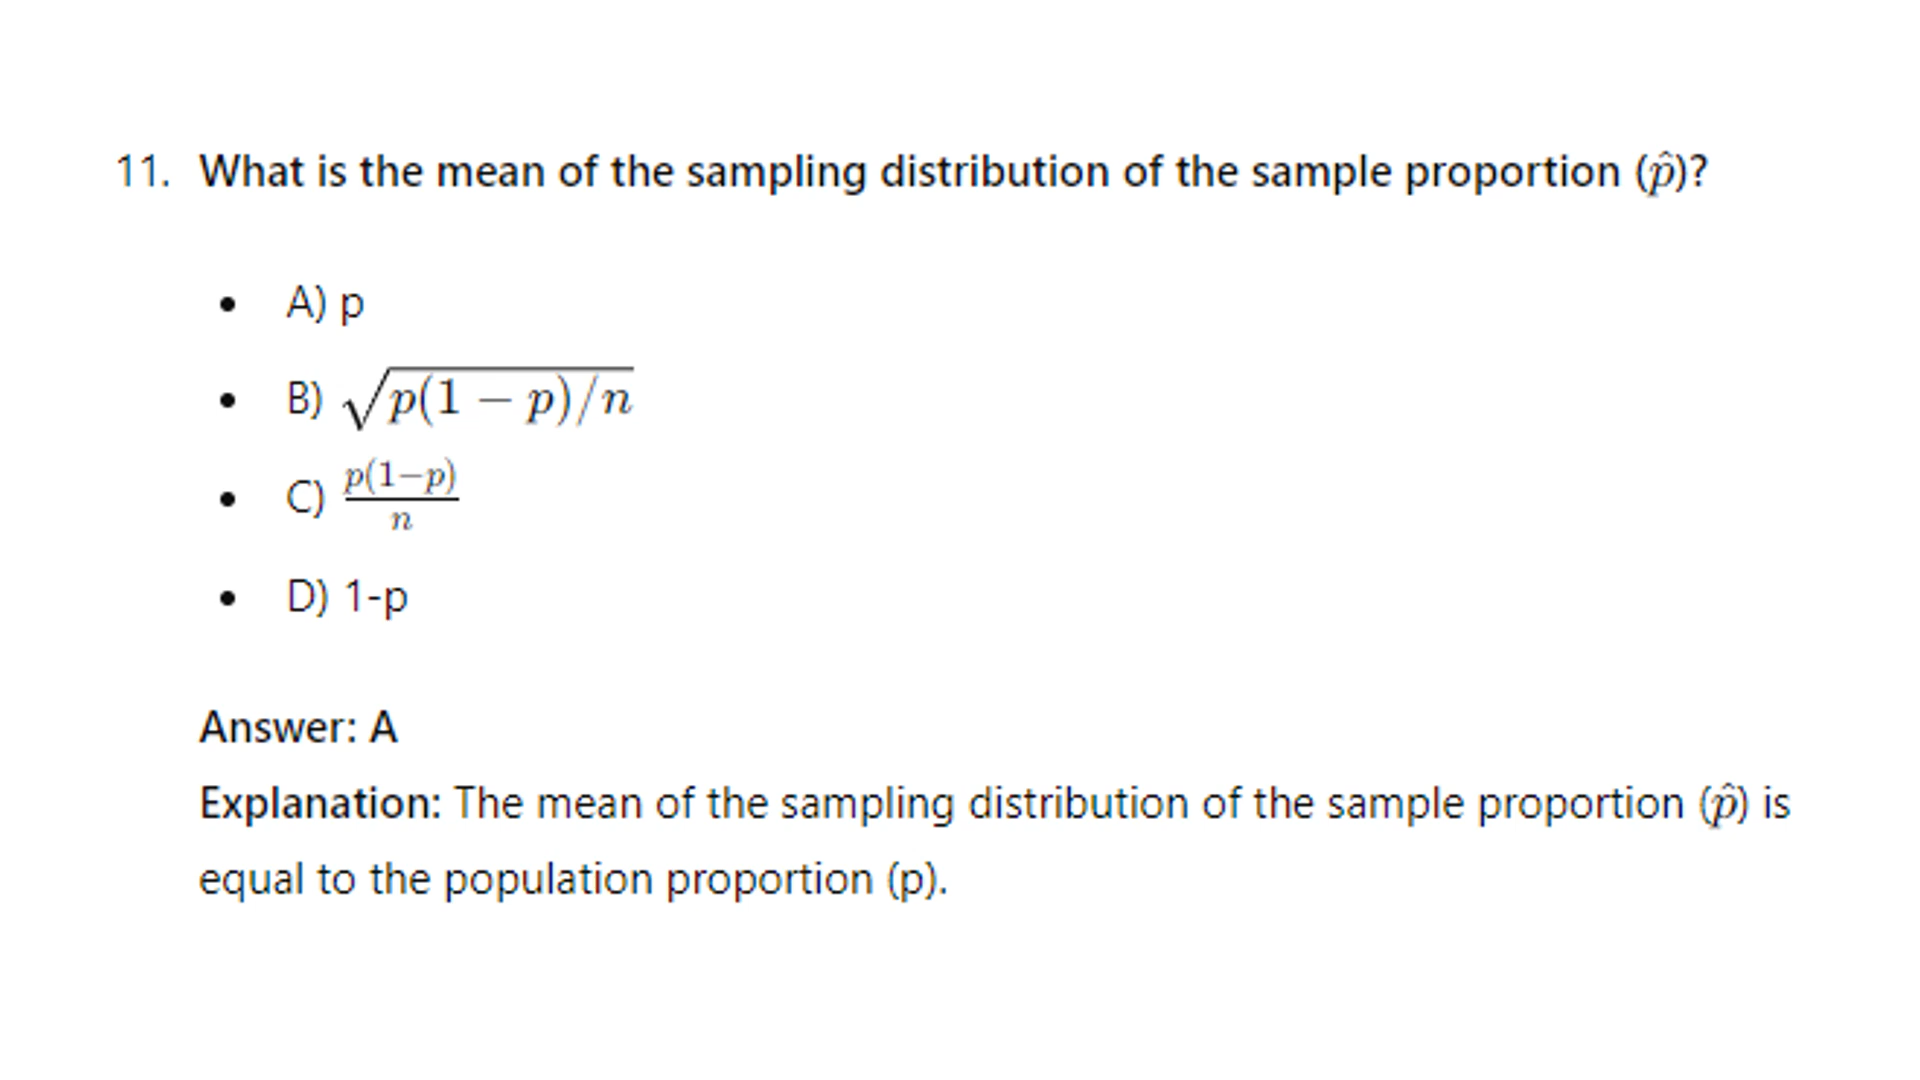 11. What is the mean of the sampling distribution of the sample proportion (p̂)?
• A) p
• B) √p(1 − p)/n
• C) p(1−p)/n
• D) 1-p
Answer: A
Explanation: The mean of the sampling distribution of the sample proportion (p̂) is
equal to the population proportion (p).